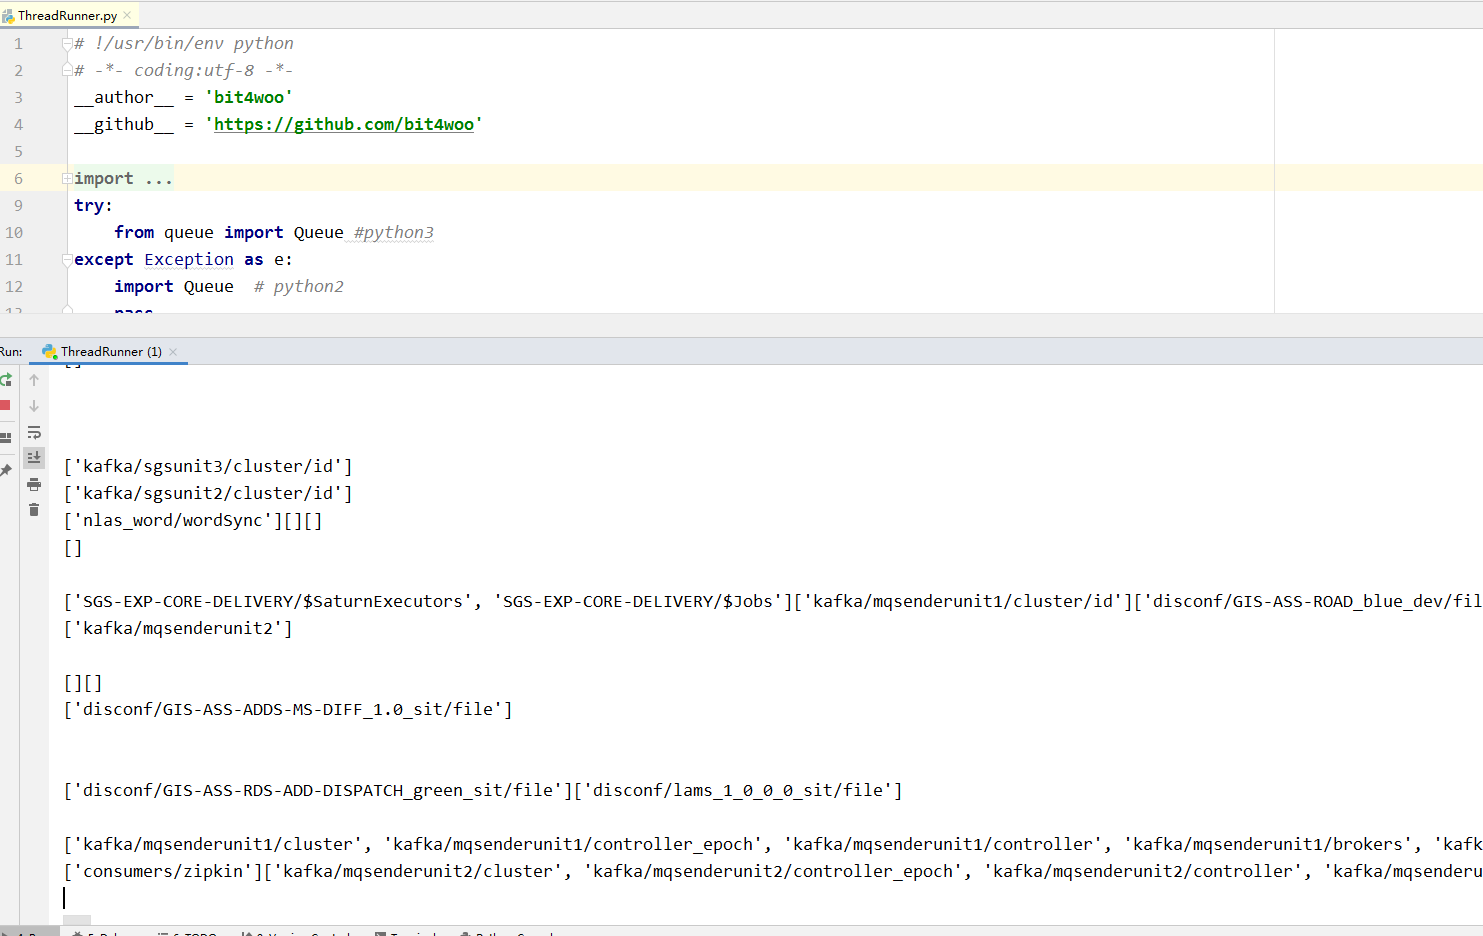 ThreadRunner.py
1 # !/usr/bin/env python
2 # -*- coding:utf-8 -*-
3 __author__ = 'bit4woo'
4 __github__ = 'https://github.com/bit4woo'
5
6 import ...
9 try:
10 from queue import Queue #python3
11 except Exception as e:
12 import Queue # python2
13 pass
Run: ThreadRunner (1)
[]
['kafka/sgsunit3/cluster/id']
['kafka/sgsunit2/cluster/id']
['nlas_word/wordSync'][][]
[]
['SGS-EXP-CORE-DELIVERY/$SaturnExecutors', 'SGS-EXP-CORE-DELIVERY/$Jobs']['kafka/mqsenderunit1/cluster/id']['disconf/GIS-ASS-ROAD_blue_dev/fil
['kafka/mqsenderunit2']
[][]
['disconf/GIS-ASS-ADDS-MS-DIFF_1.0_sit/file']
['disconf/GIS-ASS-RDS-ADD-DISPATCH_green_sit/file']['disconf/lams_1_0_0_0_sit/file']
['kafka/mqsenderunit1/cluster', 'kafka/mqsenderunit1/controller_epoch', 'kafka/mqsenderunit1/controller', 'kafka/mqsenderunit1/brokers', 'kafk
['consumers/zipkin']['kafka/mqsenderunit2/cluster', 'kafka/mqsenderunit2/controller_epoch', 'kafka/mqsenderunit2/controller', 'kafka/mqsenderu